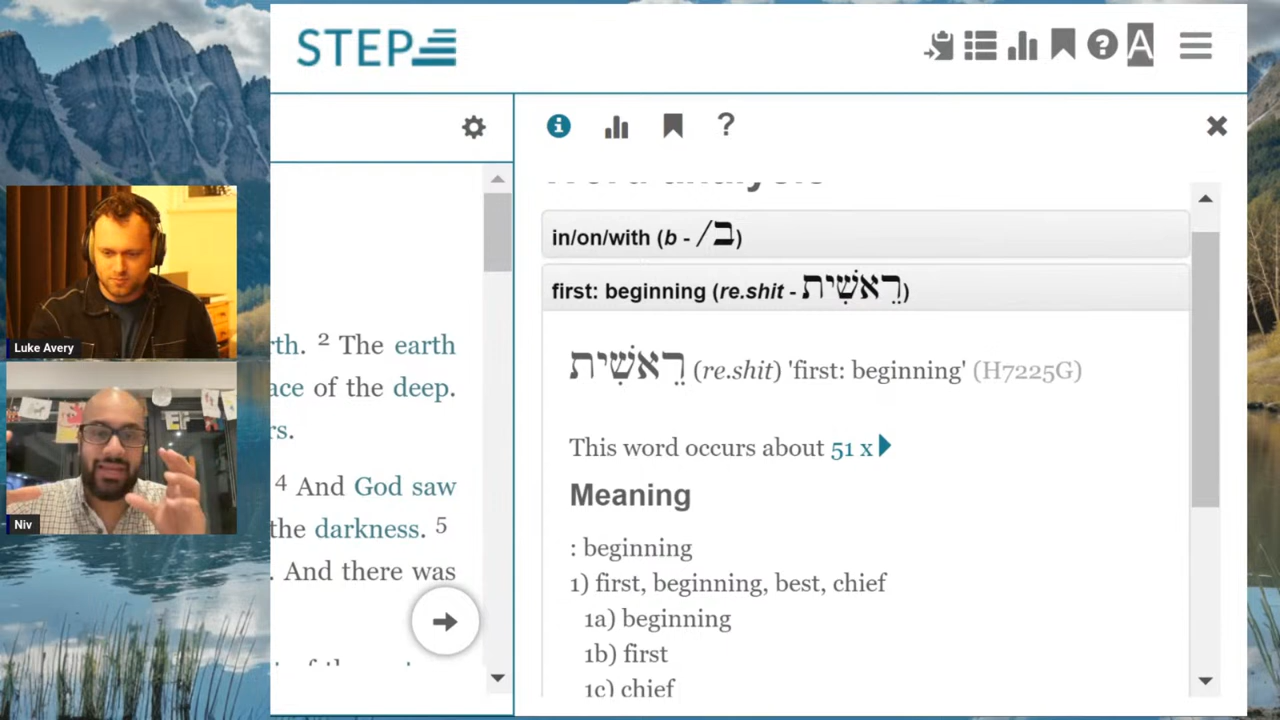 STEP
A
Word analysis
in/on/with (b - ב/)
first: beginning (re.shit - רֵאשִׁית)
רֵאשִׁית (re.shit) 'first: beginning' (H7225G)
This word occurs about 51 x
Meaning
: beginning
1) first, beginning, best, chief
1a) beginning
1b) first
1c) chief
rth. 2 The earth
ace of the deep.
rs.
4 And God saw
the darkness. 5
. And there was
Luke Avery
Niv